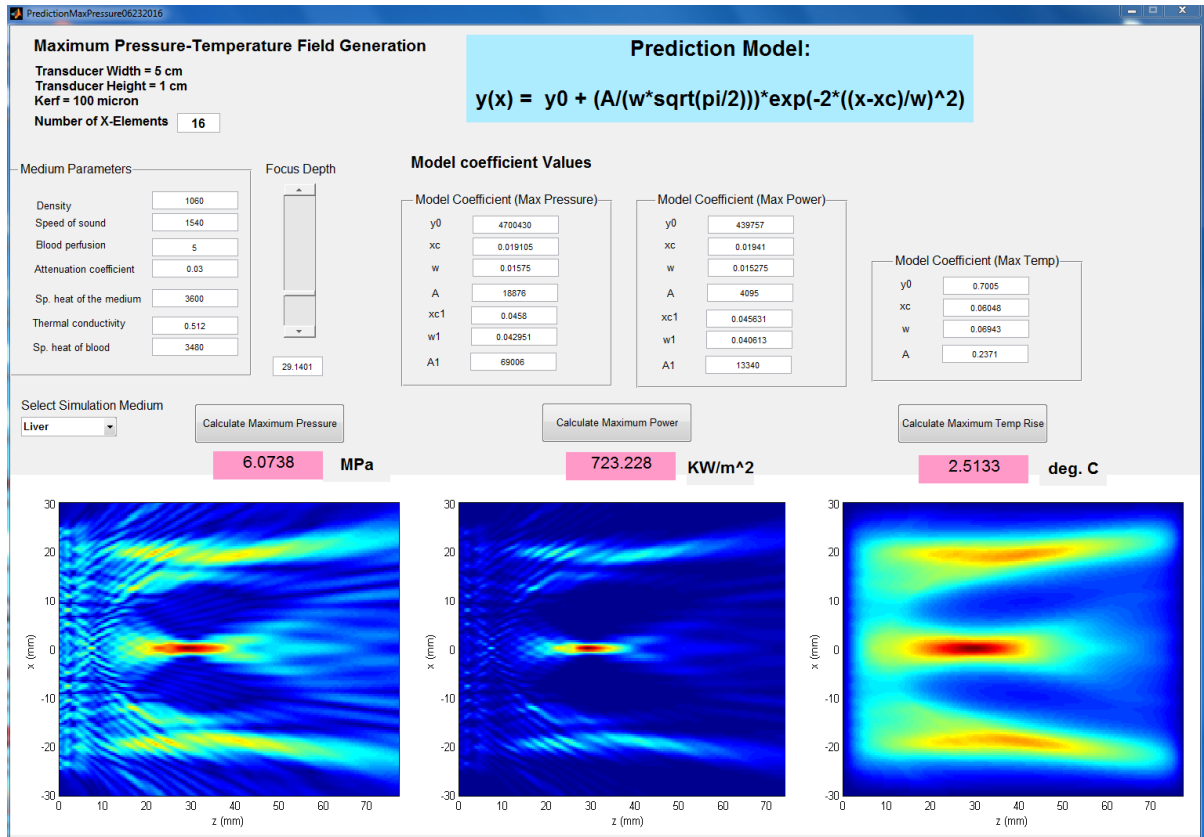 PredictionMaxPressure06232016
Maximum Pressure-Temperature Field Generation
Transducer Width = 5 cm
Transducer Height = 1 cm
Kerf = 100 micron
Number of X-Elements 16
Prediction Model:
y(x) = y0 + (A/(w*sqrt(pi/2)))*exp(-2*((x-xc)/w)^2)
Medium Parameters
Density 1060
Speed of sound 1540
Blood perfusion 5
Attenuation coefficient 0.03
Sp. heat of the medium 3600
Thermal conductivity 0.512
Sp. heat of blood 3480
Focus Depth
29.1401
Model coefficient Values
Model Coefficient (Max Pressure)
y0 4700430
xc 0.019105
w 0.01575
A 18876
xc1 0.0458
w1 0.042951
A1 69006
Model Coefficient (Max Power)
y0 439757
xc 0.01941
w 0.015275
A 4095
xc1 0.045631
w1 0.040613
A1 13340
Model Coefficient (Max Temp)
y0 0.7005
xc 0.06048
w 0.06943
A 0.2371
Select Simulation Medium
Liver
Calculate Maximum Pressure
6.0738 MPa
Calculate Maximum Power
723.228 KW/m^2
Calculate Maximum Temp Rise
2.5133 deg. C
30
20
10
0
-10
-20
-30
x (mm)
0 10 20 30 40 50 60 70
z (mm)
30
20
10
0
-10
-20
-30
x (mm)
0 10 20 30 40 50 60 70
z (mm)
30
20
10
0
-10
-20
-30
x (mm)
0 10 20 30 40 50 60 70
z (mm)